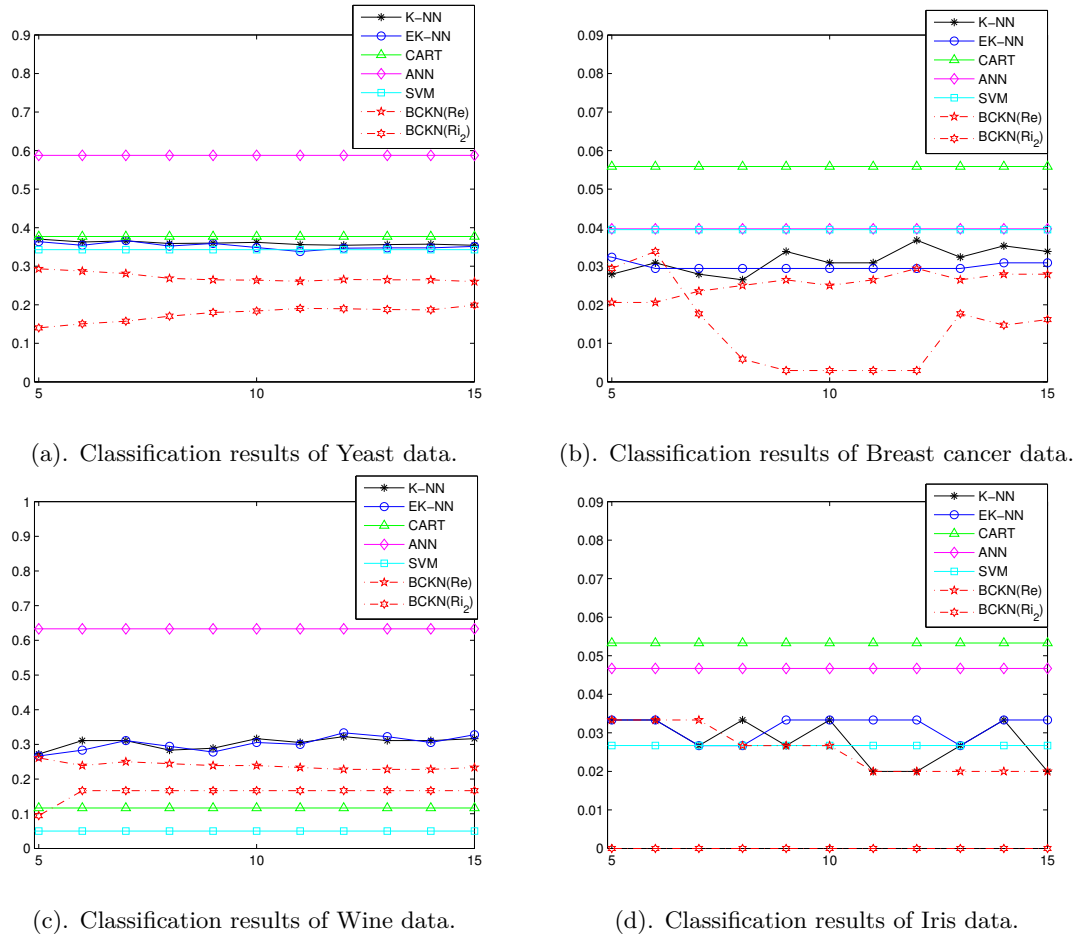 K−NN
EK−NN
CART
ANN
SVM
BCKN(Re)
BCKN(Ri2)
0.9
0.8
0.7
0.6
0.5
0.4
0.3
0.2
0.1
0
5
10
15
(a). Classification results of Yeast data.
K−NN
EK−NN
CART
ANN
SVM
BCKN(Re)
BCKN(Ri2)
0.09
0.08
0.07
0.06
0.05
0.04
0.03
0.02
0.01
0
5
10
15
(b). Classification results of Breast cancer data.
K−NN
EK−NN
CART
ANN
SVM
BCKN(Re)
BCKN(Ri2)
1
0.9
0.8
0.7
0.6
0.5
0.4
0.3
0.2
0.1
0
5
10
15
(c). Classification results of Wine data.
K−NN
EK−NN
CART
ANN
SVM
BCKN(Re)
BCKN(Ri2)
0.09
0.08
0.07
0.06
0.05
0.04
0.03
0.02
0.01
0
5
10
15
(d). Classification results of Iris data.